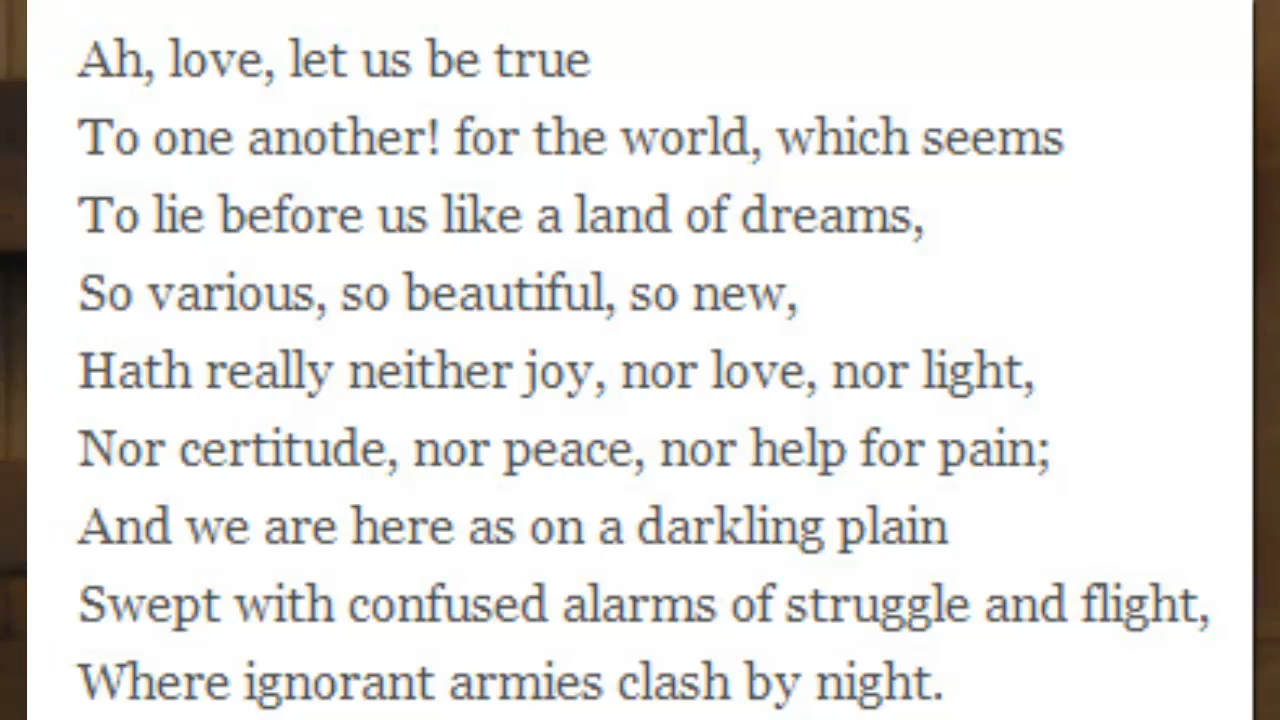 Ah, love, let us be true
To one another! for the world, which seems
To lie before us like a land of dreams,
So various, so beautiful, so new,
Hath really neither joy, nor love, nor light,
Nor certitude, nor peace, nor help for pain;
And we are here as on a darkling plain
Swept with confused alarms of struggle and flight,
Where ignorant armies clash by night.